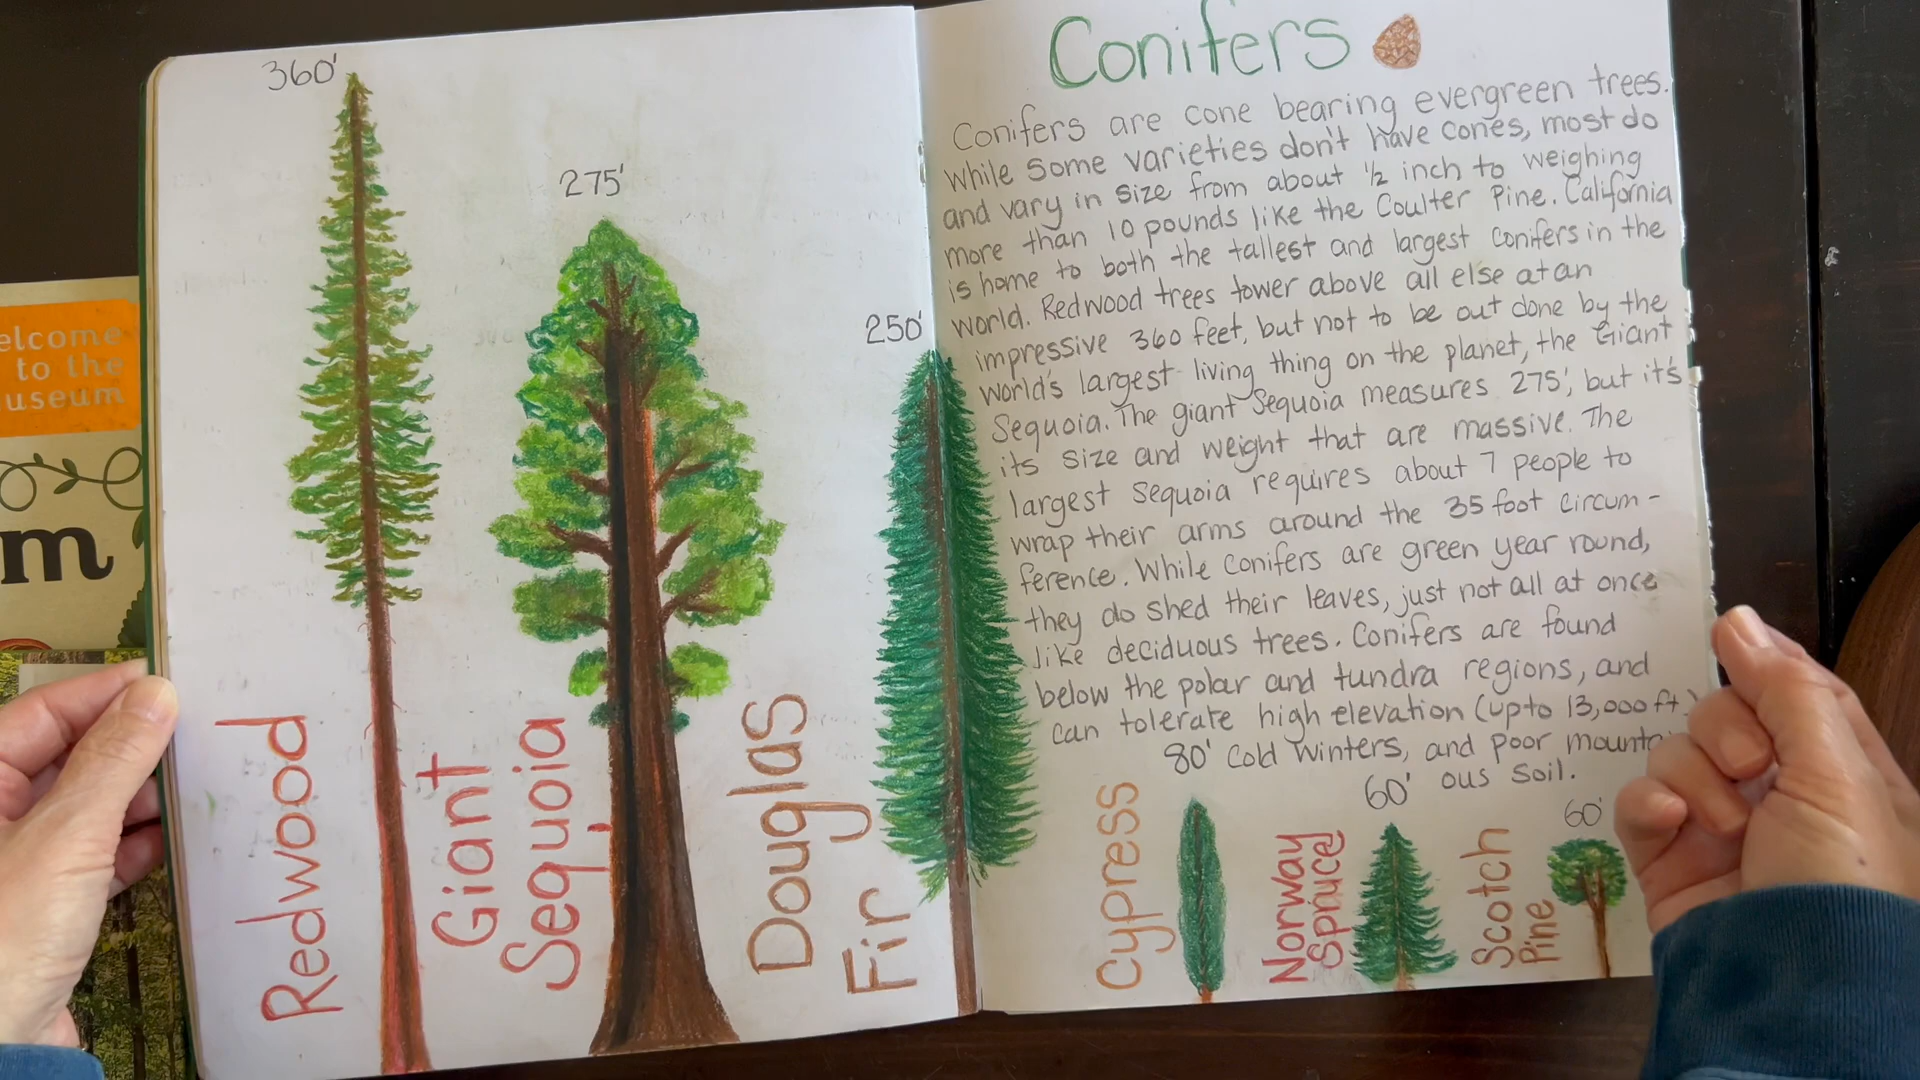 360'
275'
250'
Redwood
Giant
Sequoia
Douglas
Fir
Conifers
Conifers are cone bearing evergreen trees.
while some varieties don't have cones, most do
and vary in size from about ½ inch to weighing
more than 10 pounds like the Coulter Pine. California
is home to both the tallest and largest conifers in the
world. Redwood trees tower above all else at an
impressive 360 feet, but not to be out done by the
world's largest living thing on the planet, the Giant
Sequoia. The giant Sequoia measures 275', but it's
its size and weight that are massive. The
largest sequoia requires about 7 people to
wrap their arms around the 35 foot circum-
ference. While conifers are green year round,
they do shed their leaves, just not all at once
like deciduous trees. Conifers are found
below the polar and tundra regions, and
can tolerate high elevation (up to 13,000 ft.)
80' Cold Winters, and poor mounta
60' ous soil.
60'
Cypress
Norway
Spruce
Scotch
Pine
elcome
to the
useum
m